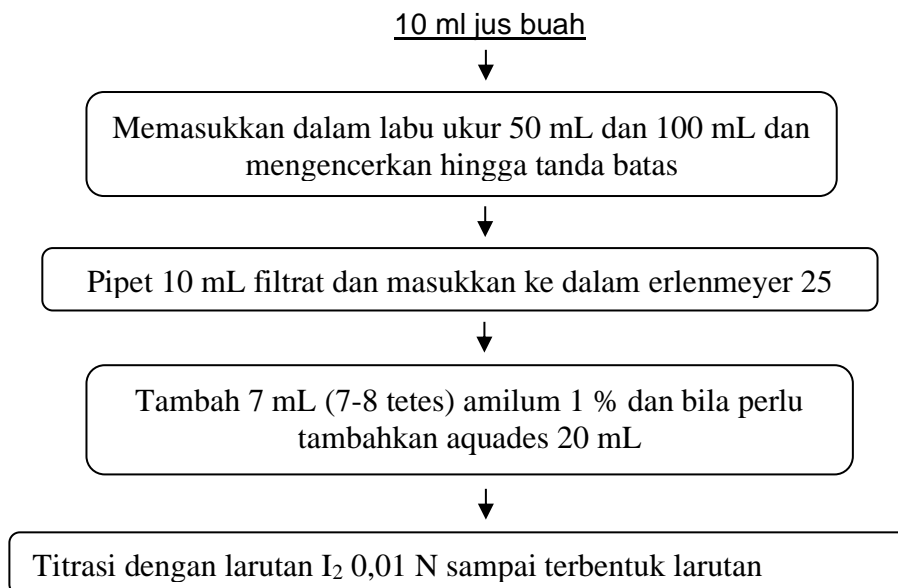 10 ml jus buah
Memasukkan dalam labu ukur 50 mL dan 100 mL dan
mengencerkan hingga tanda batas
Pipet 10 mL filtrat dan masukkan ke dalam erlenmeyer 25
Tambah 7 mL (7-8 tetes) amilum 1 % dan bila perlu
tambahkan aquades 20 mL
Titrasi dengan larutan I₂ 0,01 N sampai terbentuk larutan